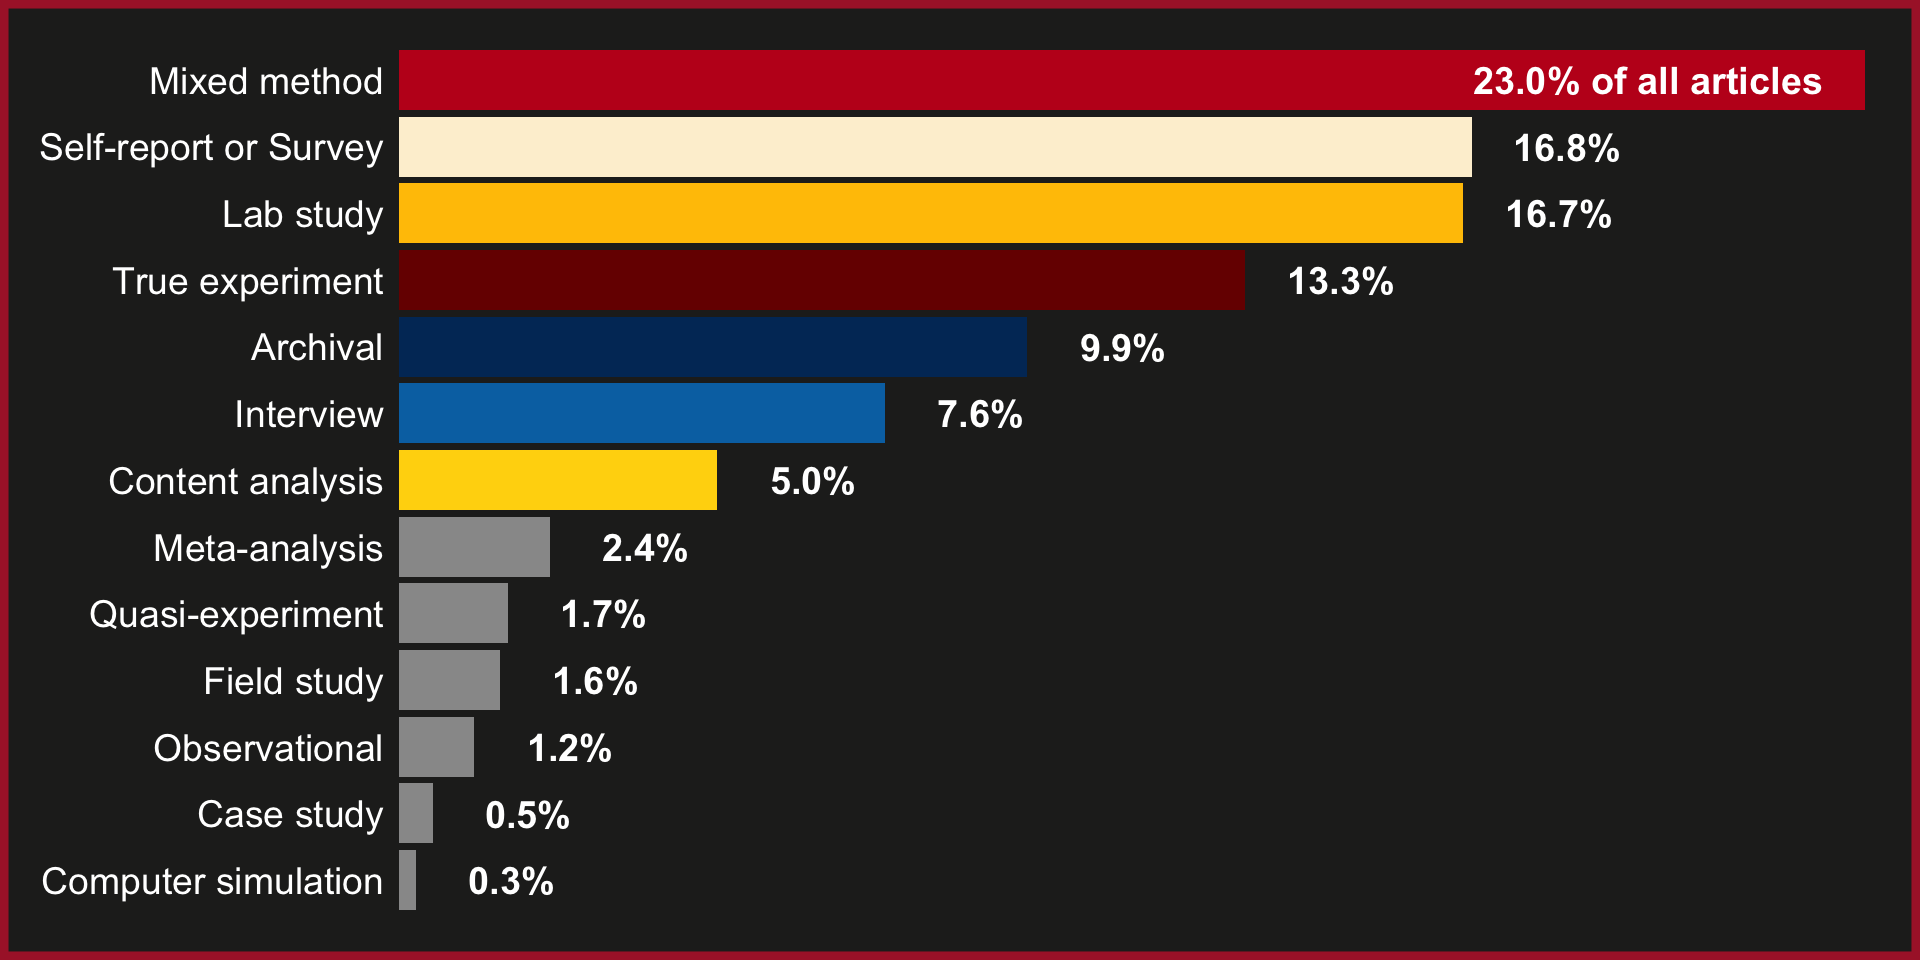 Mixed method 23.0% of all articles
Self-report or Survey 16.8%
Lab study 16.7%
True experiment 13.3%
Archival 9.9%
Interview 7.6%
Content analysis 5.0%
Meta-analysis 2.4%
Quasi-experiment 1.7%
Field study 1.6%
Observational 1.2%
Case study 0.5%
Computer simulation 0.3%